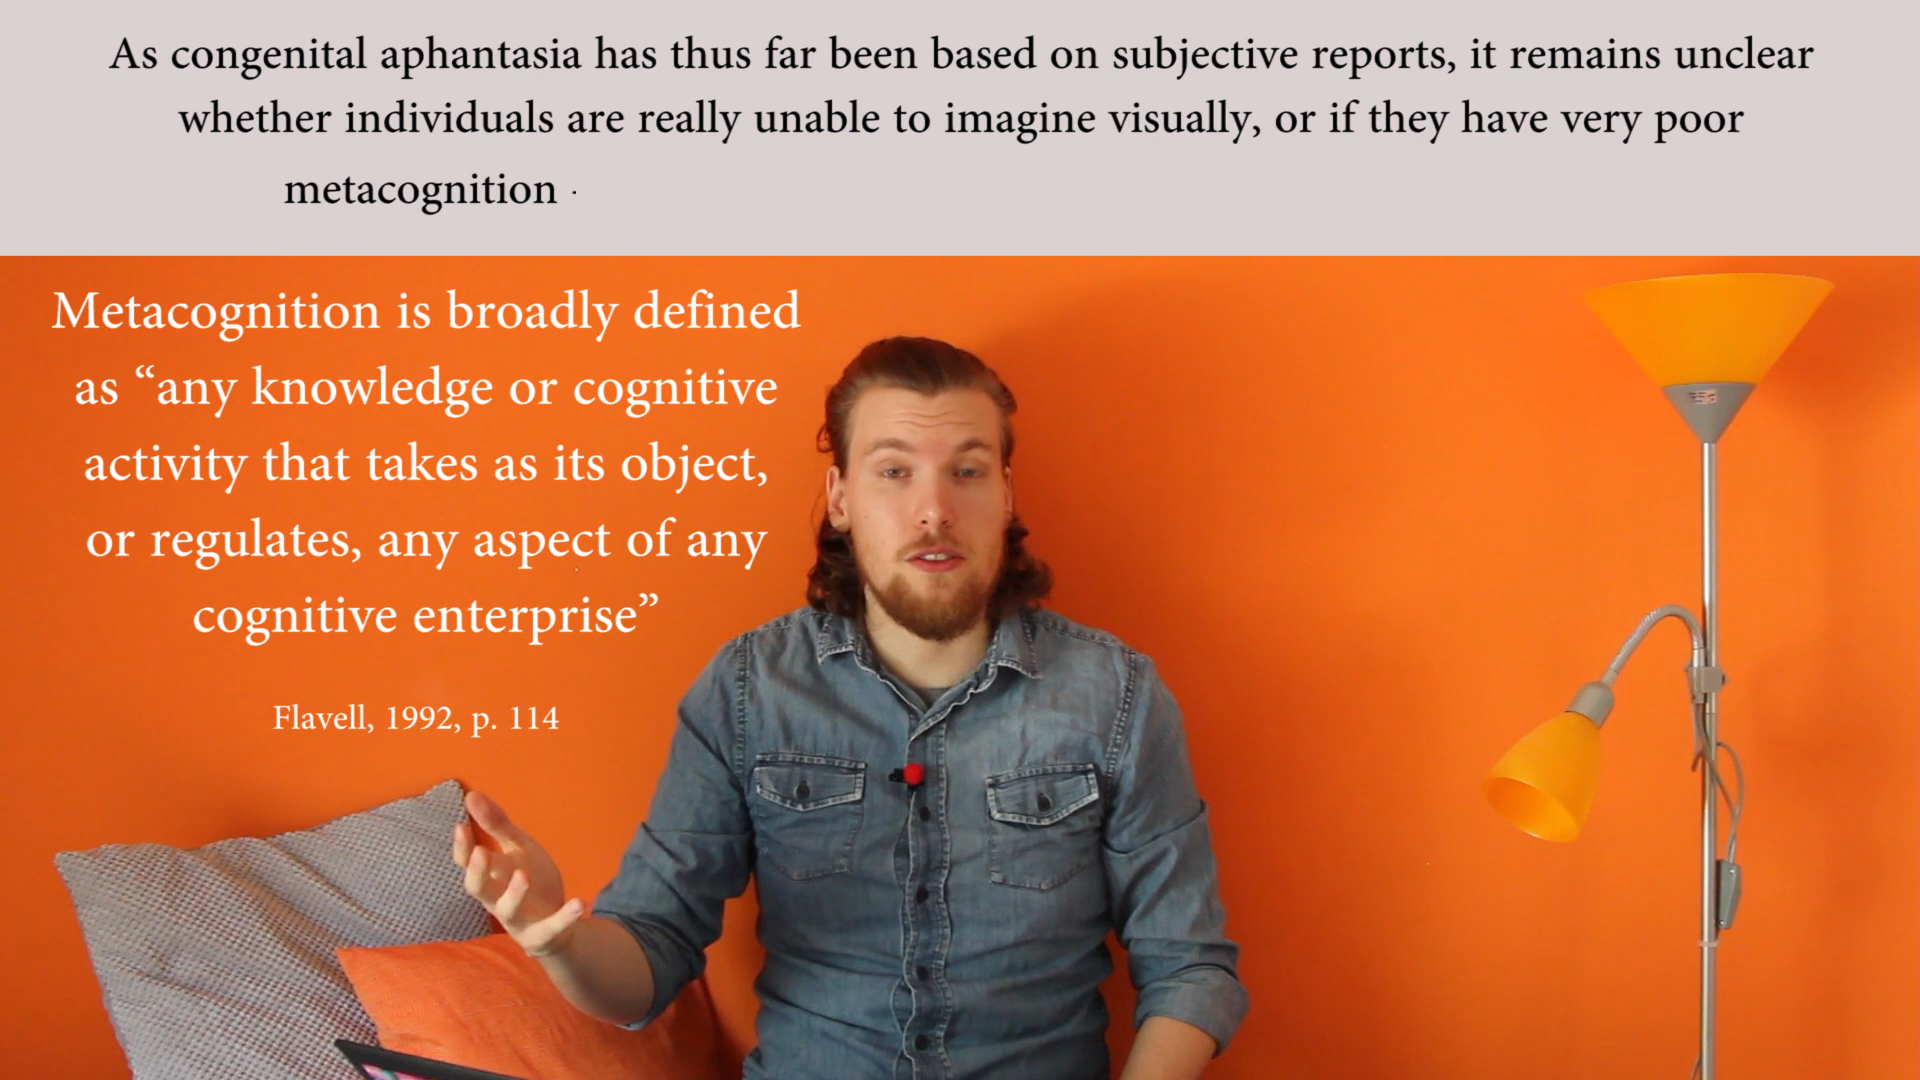 As congenital aphantasia has thus far been based on subjective reports, it remains unclear
whether individuals are really unable to imagine visually, or if they have very poor
metacognition
Metacognition is broadly defined
as “any knowledge or cognitive
activity that takes as its object,
or regulates, any aspect of any
cognitive enterprise”
Flavell, 1992, p. 114